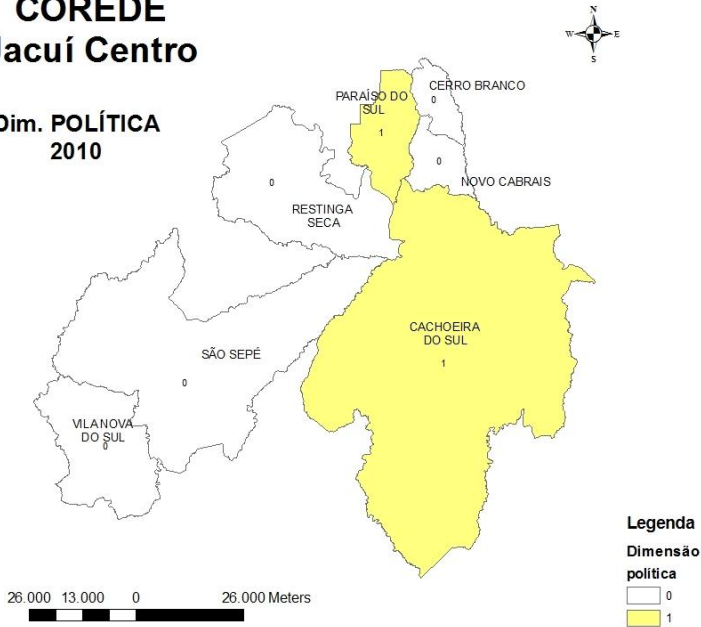 COREDE
Jacuí Centro
Dim. POLÍTICA
2010
N
W E
S
PARAÍSO DO
SUL
1
CERRO BRANCO
0
0
NOVO CABRAIS
0
RESTINGA
SECA
CACHOEIRA
DO SUL
1
SÃO SEPÉ
0
VILA NOVA
DO SUL
0
Legenda
Dimensão
política
0
1
26.000 13.000 0 26.000 Meters